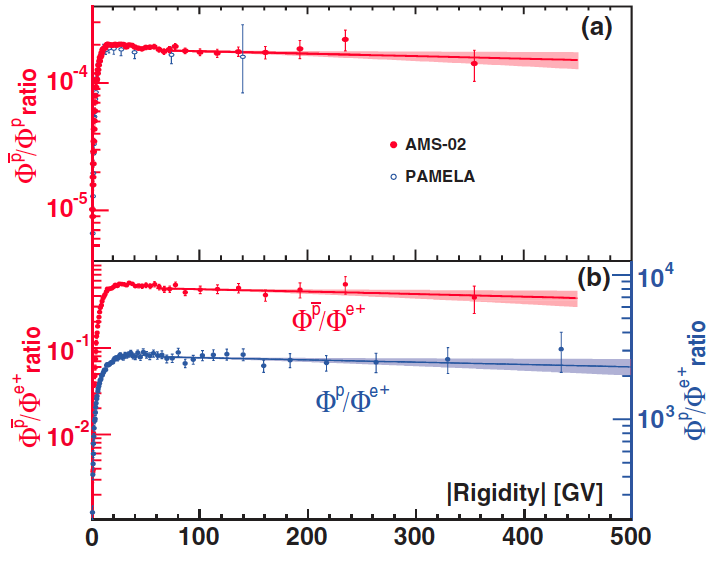 (a)
10⁻⁴
10⁻⁵
Φp̅/Φp ratio
AMS-02
PAMELA
(b)
10⁻¹
10⁻²
Φp̅/Φe+ ratio
Φp̅/Φe+
Φp/Φe+
10⁴
10³
Φp/Φe+ ratio
|Rigidity| [GV]
0 100 200 300 400 500